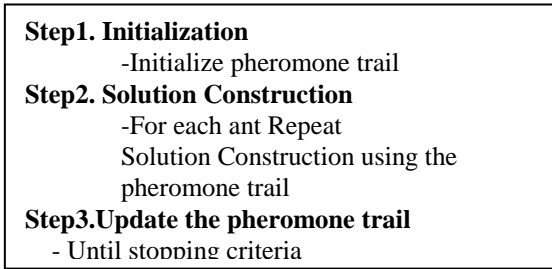 Step1. Initialization
-Initialize pheromone trail
Step2. Solution Construction
-For each ant Repeat
Solution Construction using the
pheromone trail
Step3.Update the pheromone trail
- Until stopping criteria